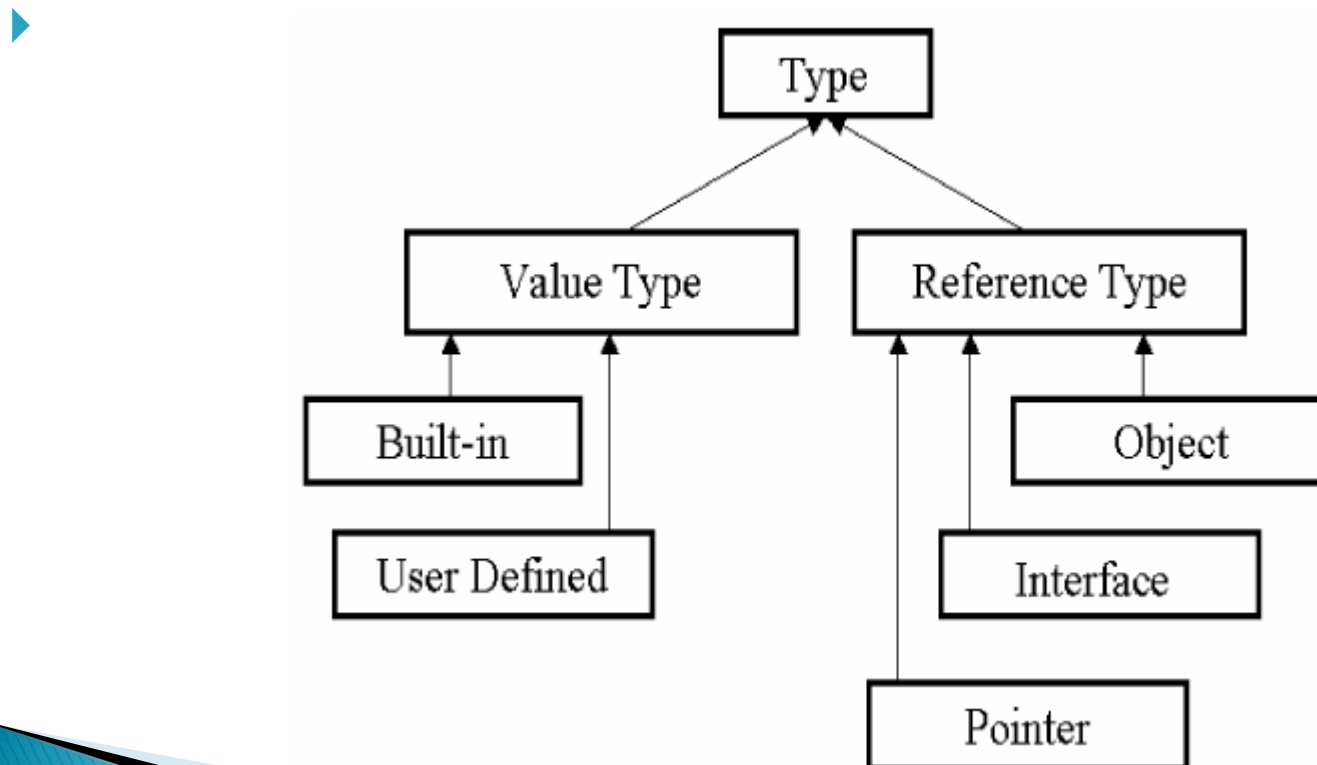 Type
Value Type
Reference Type
Built-in
Object
User Defined
Interface
Pointer